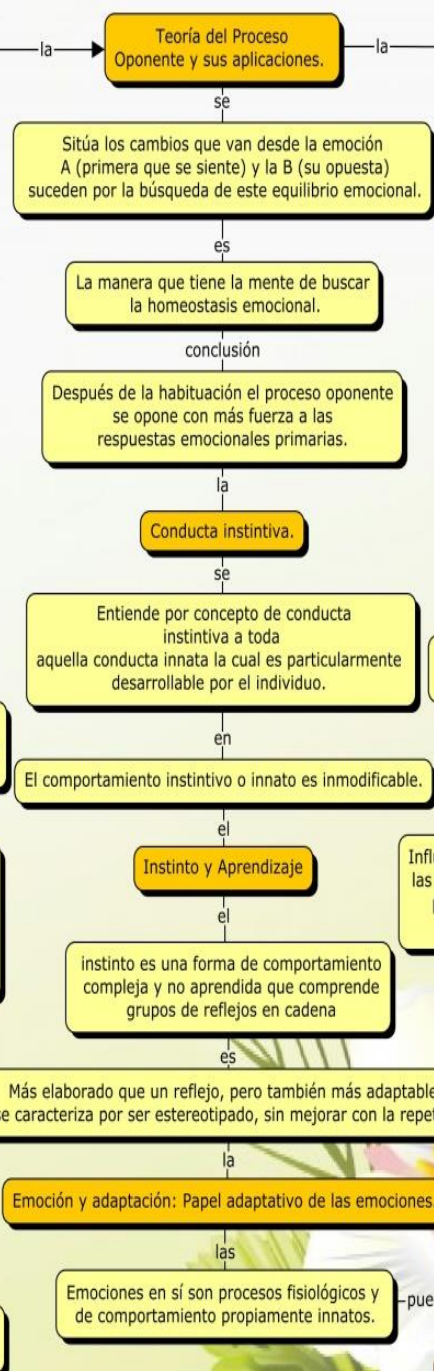 la
Teoría del Proceso
Oponente y sus aplicaciones.
la
se
Sitúa los cambios que van desde la emoción
A (primera que se siente) y la B (su opuesta)
suceden por la búsqueda de este equilibrio emocional.
es
La manera que tiene la mente de buscar
la homeostasis emocional.
conclusión
Después de la habituación el proceso oponente
se opone con más fuerza a las
respuestas emocionales primarias.
la
Conducta instintiva.
se
Entiende por concepto de conducta
instintiva a toda
aquella conducta innata la cual es particularmente
desarrollable por el individuo.
en
El comportamiento instintivo o innato es inmodificable.
el
Instinto y Aprendizaje
las
el
instinto es una forma de comportamiento
compleja y no aprendida que comprende
grupos de reflejos en cadena
es
Más elaborado que un reflejo, pero también más adaptable
se caracteriza por ser estereotipado, sin mejorar con la
la
Emoción y adaptación: Papel adaptativo de las emociones
las
Emociones en sí son procesos fisiológicos y
de comportamiento propiamente innatos.